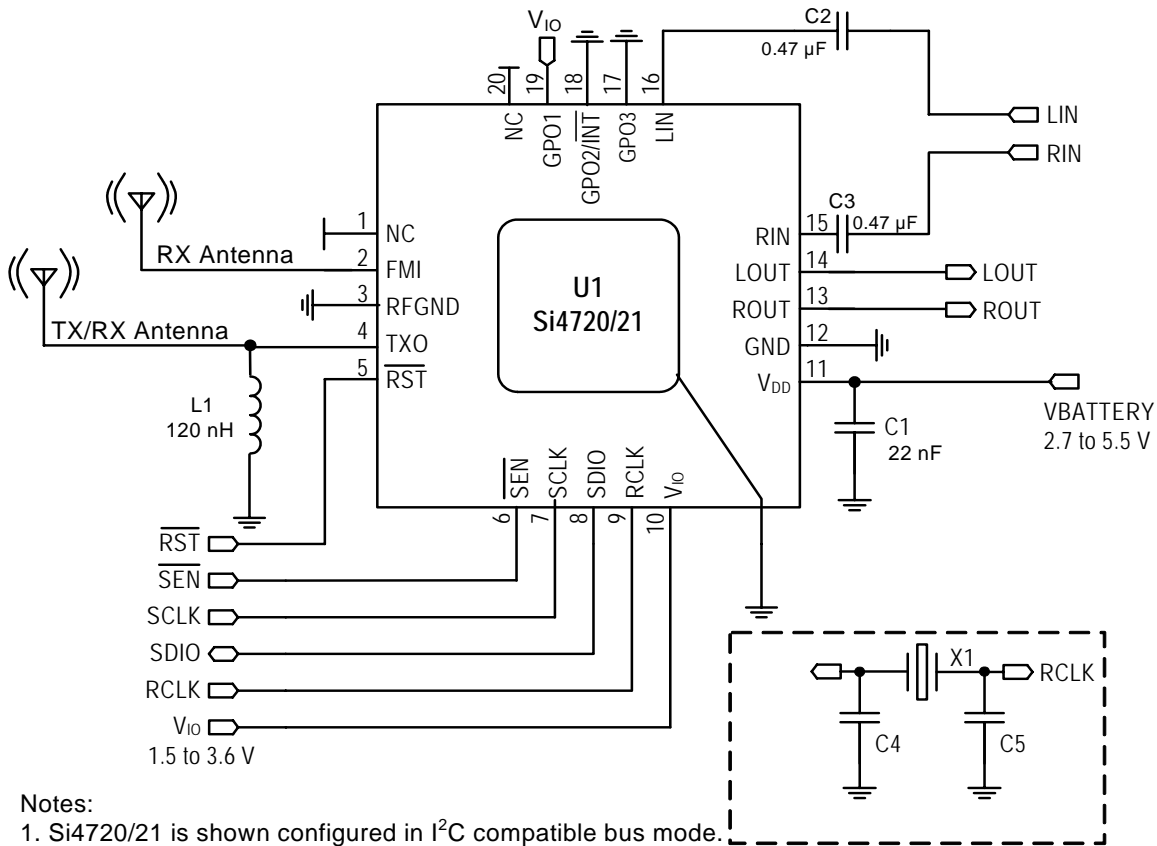 V_IO
C2
0.47 µF
20 19 18 17 16
NC GPO1 GPO2/INT GPO3 LIN
LIN
RIN
C3
0.47 µF
RX Antenna
TX/RX Antenna
1 NC
2 FMI
3 RFGND
4 TXO
5 RST
RIN 15
LOUT 14 LOUT
ROUT 13 ROUT
GND 12
V_DD 11
U1
Si4720/21
L1
120 nH
C1
22 nF
VBATTERY
2.7 to 5.5 V
SEN SCLK SDIO RCLK V_IO
6 7 8 9 10
RST
SEN
SCLK
SDIO
RCLK
V_IO
1.5 to 3.6 V
X1
RCLK
C4
C5
Notes:
1. Si4720/21 is shown configured in I²C compatible bus mode.